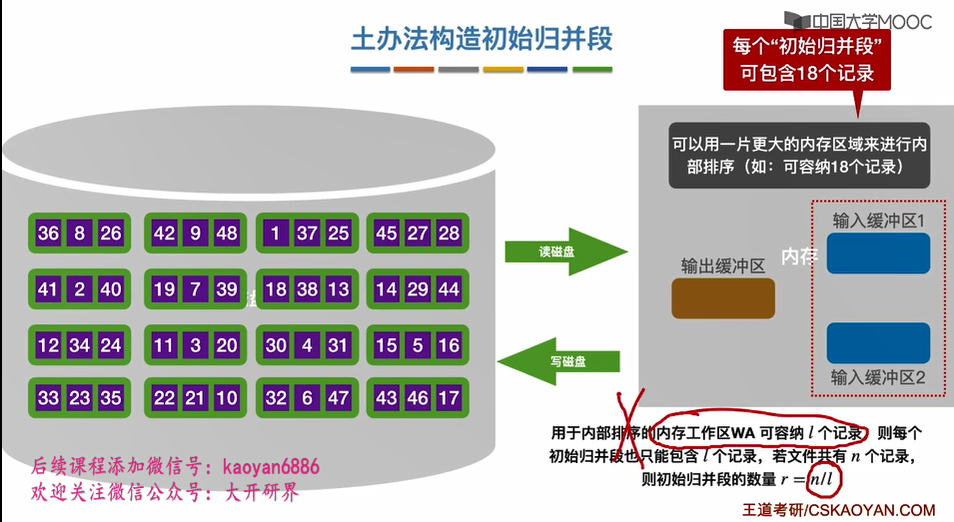 中国大学MOOC
土办法构造初始归并段
每个“初始归并段”
可包含18个记录
可以用一片更大的内存区域来进行内
部排序（如：可容纳18个记录）
36 8 26 42 9 48 1 37 25 45 27 28
41 2 40 19 7 39 18 38 13 14 29 44
12 34 24 11 3 20 30 4 31 15 5 16
33 23 35 22 21 10 32 6 47 43 46 17
读磁盘
写磁盘
输出缓冲区
内存
输入缓冲区1
输入缓冲区2
用于内部排序的内存工作区WA 可容纳 l 个记录，则每个
初始归并段也只能包含 l 个记录，若文件共有 n 个记录，
则初始归并段的数量 r = n/l
后续课程添加微信号：kaoyan6886
欢迎关注微信公众号：大开研界
王道考研/CSKAOYAN.COM